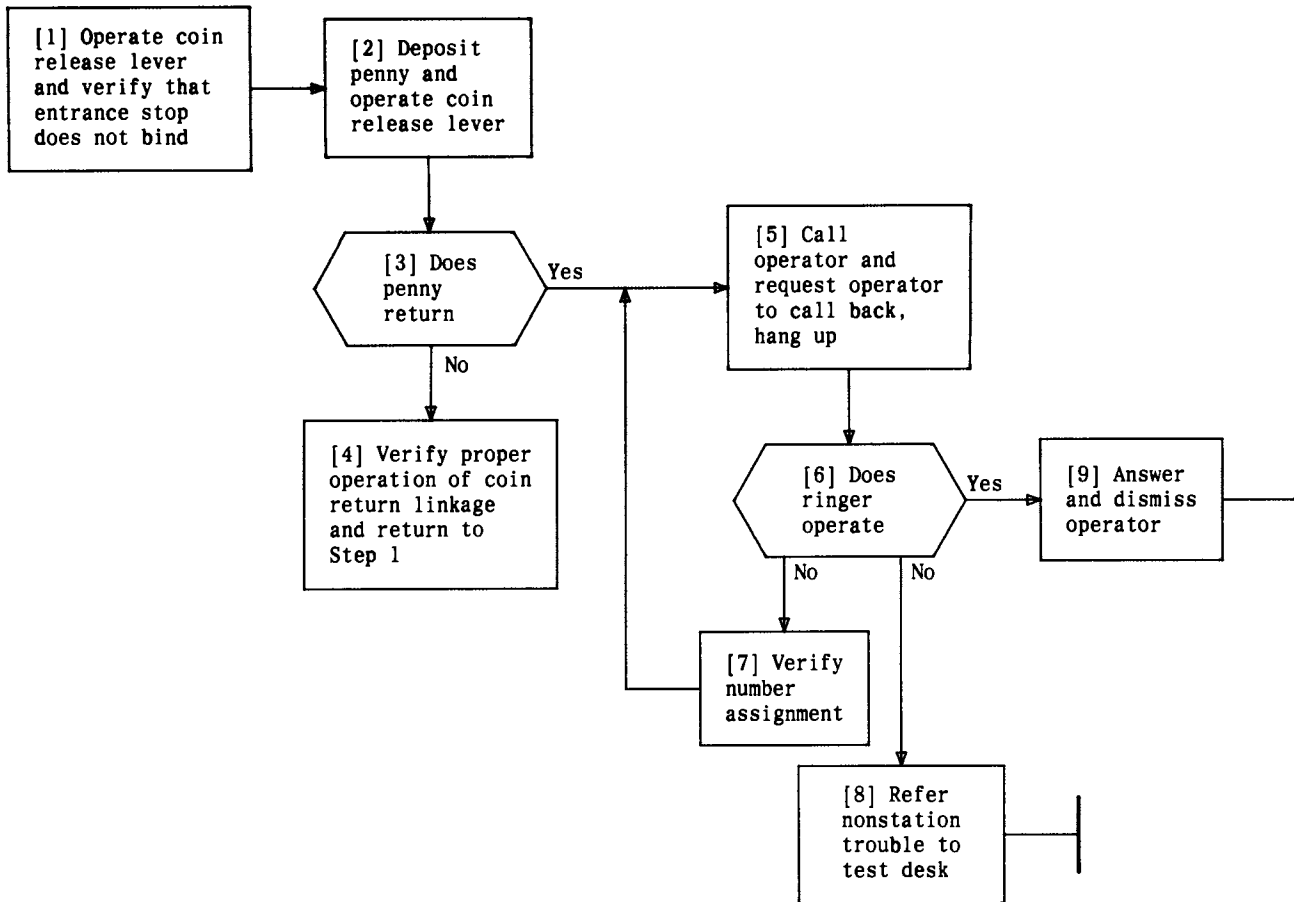 [1] Operate coin
release lever
and verify that
entrance stop
does not bind
[2] Deposit
penny and
operate coin
release lever
[3] Does
penny
return
Yes
No
[4] Verify proper
operation of coin
return linkage
and return to
Step 1
[5] Call
operator and
request operator
to call back,
hang up
[6] Does
ringer
operate
Yes
No
No
[7] Verify
number
assignment
[8] Refer
nonstation
trouble to
test desk
[9] Answer
and dismiss
operator